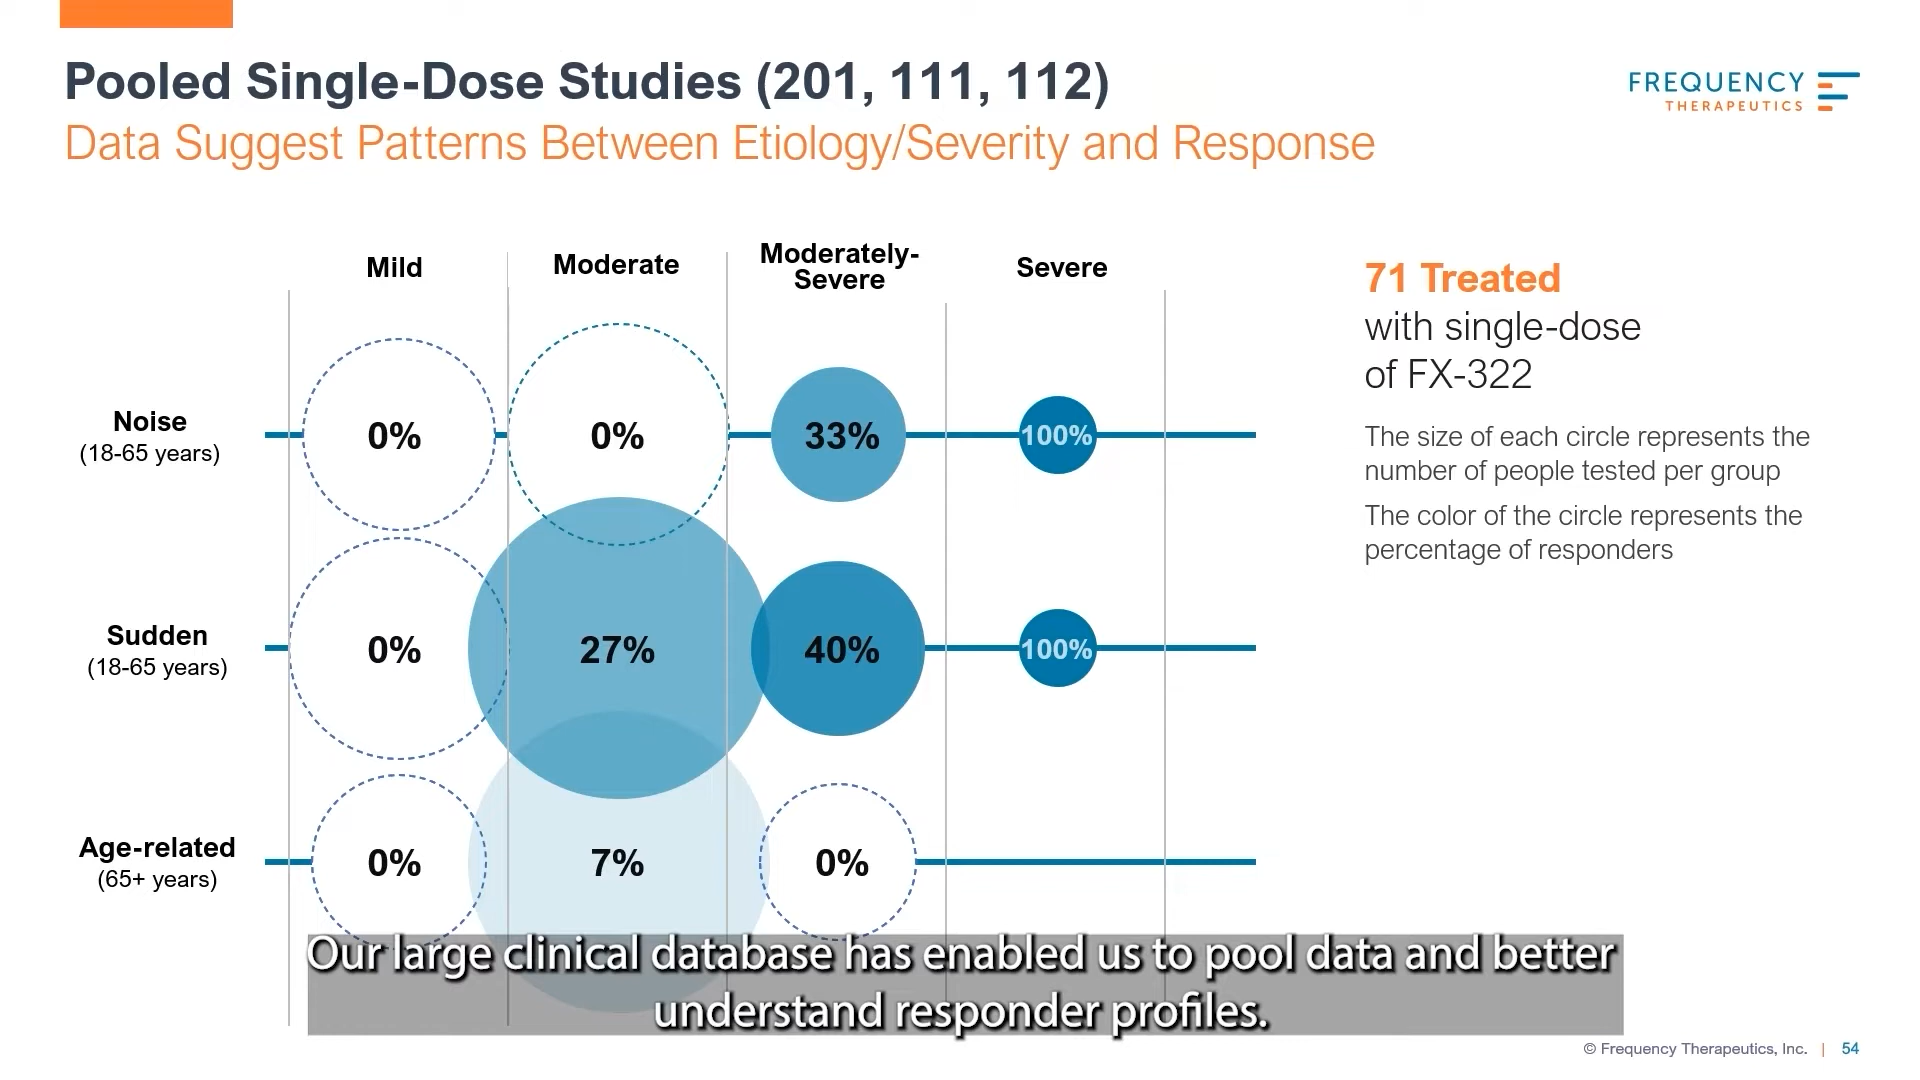 Pooled Single-Dose Studies (201, 111, 112)
Data Suggest Patterns Between Etiology/Severity and Response
FREQUENCY
THERAPEUTICS
Mild
Moderate
Moderately-
Severe
Severe
Noise
(18-65 years)
0%
0%
33%
100%
Sudden
(18-65 years)
0%
27%
40%
100%
Age-related
(65+ years)
0%
7%
0%
71 Treated
with single-dose
of FX-322
The size of each circle represents the
number of people tested per group
The color of the circle represents the
percentage of responders
Our large clinical database has enabled us to pool data and better
understand responder profiles.
© Frequency Therapeutics, Inc. | 54